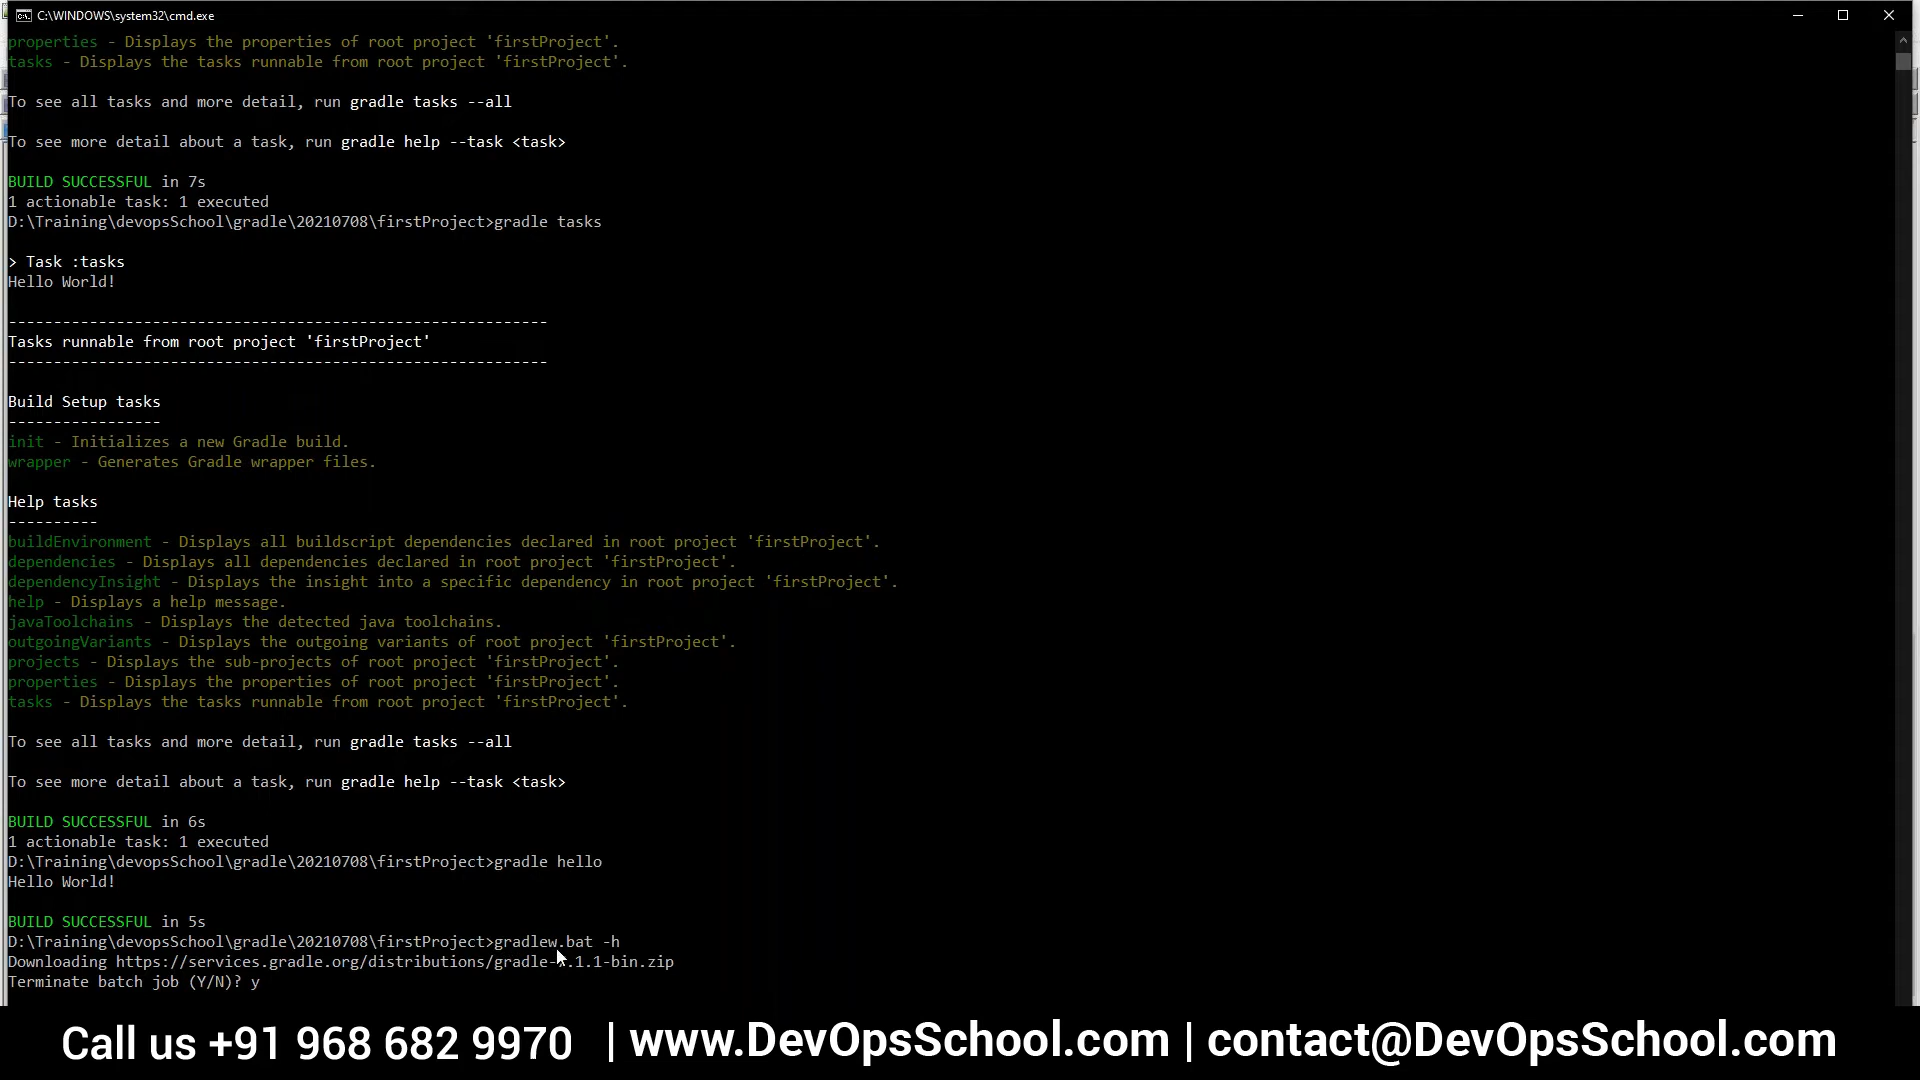 C:\WINDOWS\system32\cmd.exe
properties - Displays the properties of root project 'firstProject'.
tasks - Displays the tasks runnable from root project 'firstProject'.
To see all tasks and more detail, run gradle tasks --all
To see more detail about a task, run gradle help --task <task>
BUILD SUCCESSFUL in 7s
1 actionable task: 1 executed
D:\Training\devopsSchool\gradle\20210708\firstProject>gradle tasks
> Task :tasks
Hello World!
------------------------------------------------------------
Tasks runnable from root project 'firstProject'
------------------------------------------------------------
Build Setup tasks
-----------------
init - Initializes a new Gradle build.
wrapper - Generates Gradle wrapper files.
Help tasks
----------
buildEnvironment - Displays all buildscript dependencies declared in root project 'firstProject'.
dependencies - Displays all dependencies declared in root project 'firstProject'.
dependencyInsight - Displays the insight into a specific dependency in root project 'firstProject'.
help - Displays a help message.
javaToolchains - Displays the detected java toolchains.
outgoingVariants - Displays the outgoing variants of root project 'firstProject'.
projects - Displays the sub-projects of root project 'firstProject'.
properties - Displays the properties of root project 'firstProject'.
tasks - Displays the tasks runnable from root project 'firstProject'.
To see all tasks and more detail, run gradle tasks --all
To see more detail about a task, run gradle help --task <task>
BUILD SUCCESSFUL in 6s
1 actionable task: 1 executed
D:\Training\devopsSchool\gradle\20210708\firstProject>gradle hello
Hello World!
BUILD SUCCESSFUL in 5s
D:\Training\devopsSchool\gradle\20210708\firstProject>gradlew.bat -h
Downloading
Terminate batch job (Y/N)? y
Call us +91 968 682 9970 | www.DevOpsSchool.com | contact@DevOpsSchool.com